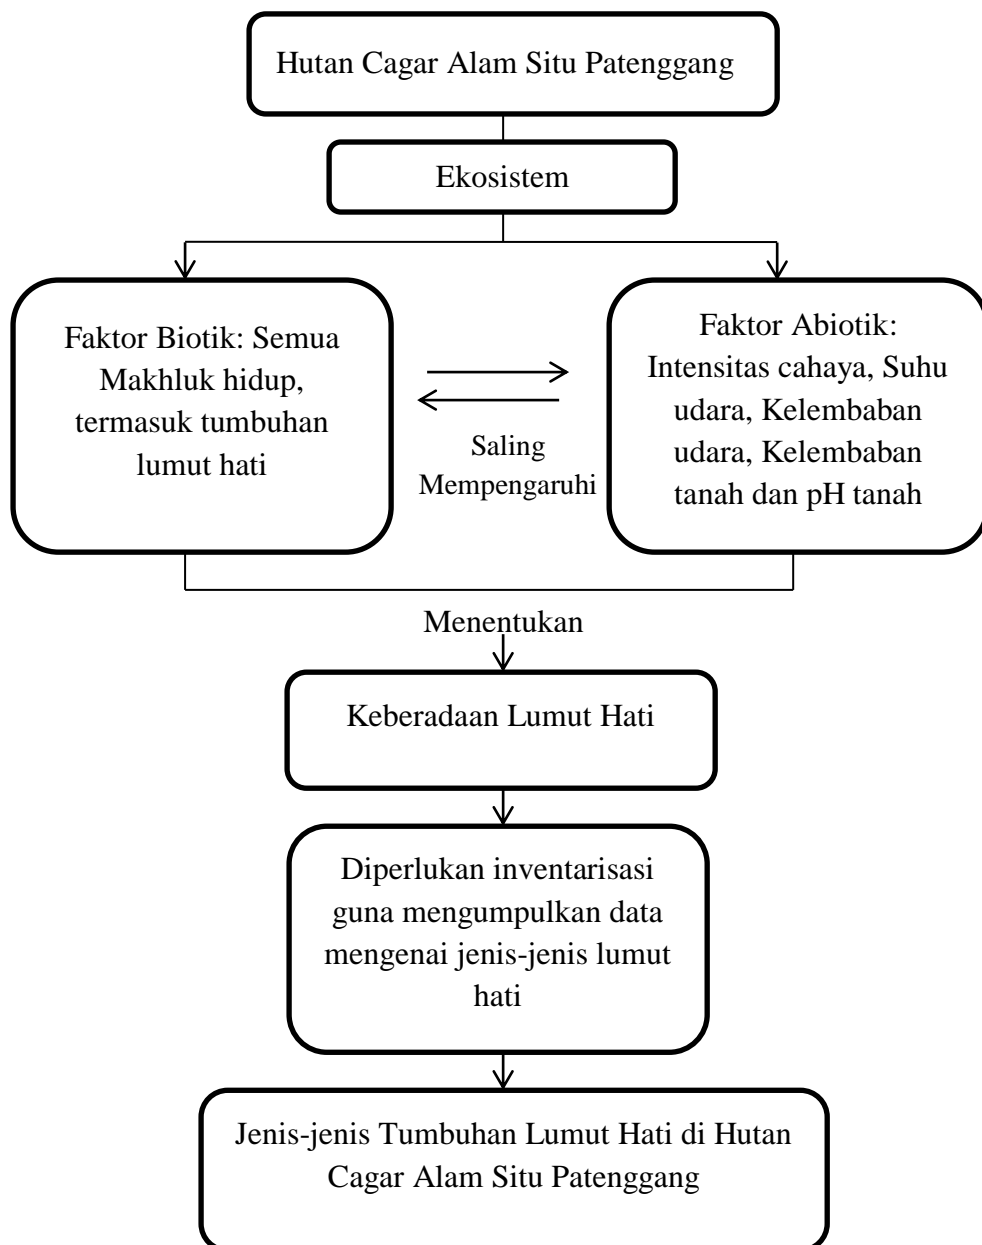 Hutan Cagar Alam Situ Patenggang
Ekosistem
Faktor Biotik: Semua
Makhluk hidup,
termasuk tumbuhan
lumut hati
Saling
Mempengaruhi
Faktor Abiotik:
Intensitas cahaya, Suhu
udara, Kelembaban
udara, Kelembaban
tanah dan pH tanah
Menentukan
Keberadaan Lumut Hati
Diperlukan inventarisasi
guna mengumpulkan data
mengenai jenis-jenis lumut
hati
Jenis-jenis Tumbuhan Lumut Hati di Hutan
Cagar Alam Situ Patenggang